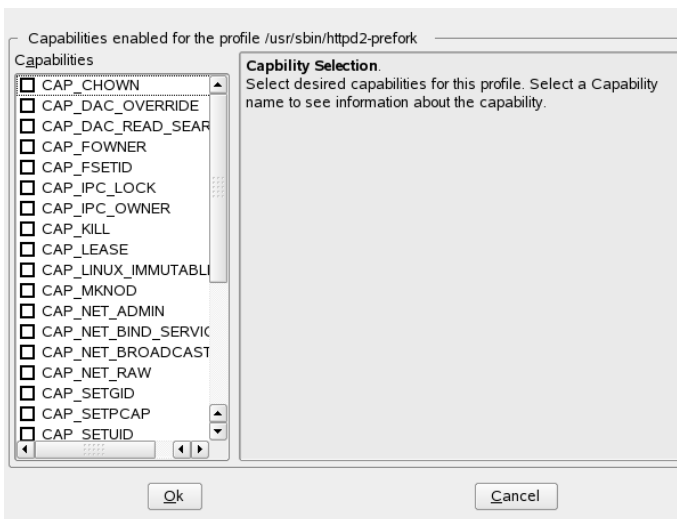 Capabilities enabled for the profile /usr/sbin/httpd2-prefork
Capabilities
CAP_CHOWN
CAP_DAC_OVERRIDE
CAP_DAC_READ_SEAR
CAP_FOWNER
CAP_FSETID
CAP_IPC_LOCK
CAP_IPC_OWNER
CAP_KILL
CAP_LEASE
CAP_LINUX_IMMUTABL
CAP_MKNOD
CAP_NET_ADMIN
CAP_NET_BIND_SERVIC
CAP_NET_BROADCAST
CAP_NET_RAW
CAP_SETGID
CAP_SETPCAP
CAP_SETUID
Capbility Selection.
Select desired capabilities for this profile. Select a Capability
name to see information about the capability.
Ok
Cancel